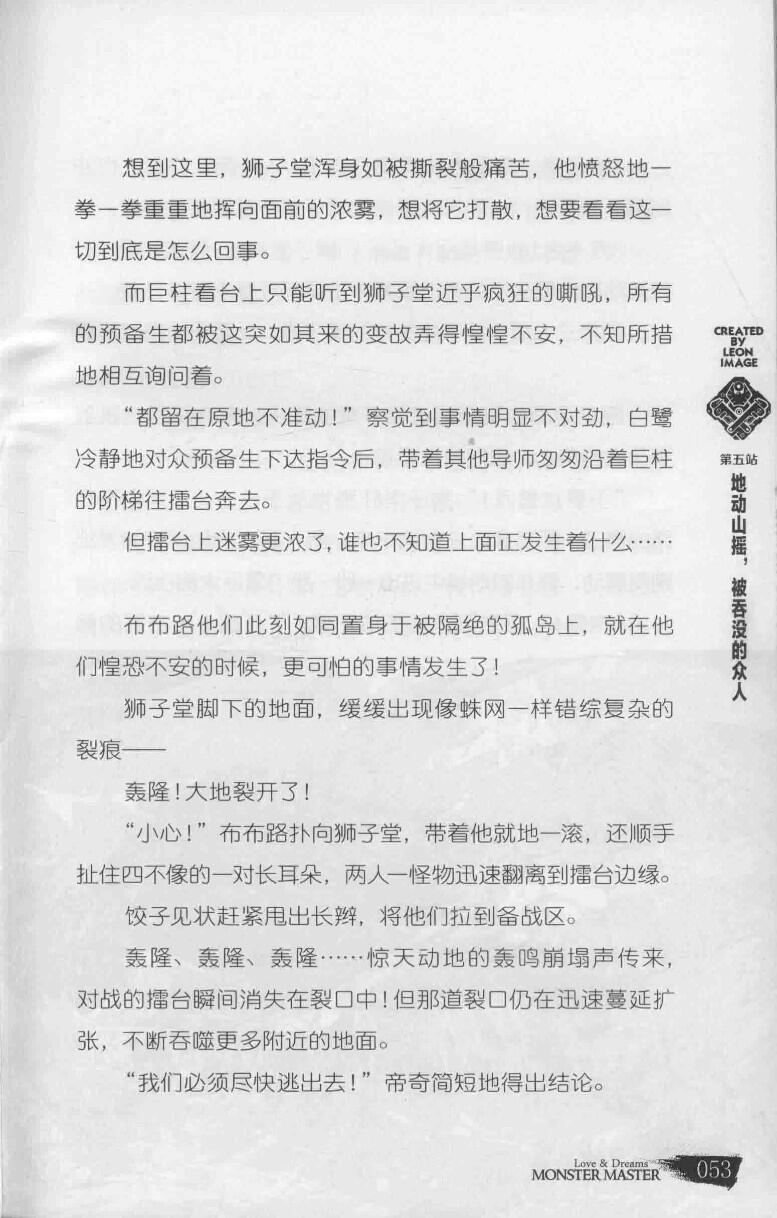 想到这里，狮子堂浑身如被撕裂般痛苦，他愤怒地一
拳一拳重重地挥向面前的浓雾，想将它打散，想要看看这一
切到底是怎么回事。
而巨柱看台上只能听到狮子堂近乎疯狂的嘶吼，所有
的预备生都被这突如其来的变故弄得惶惶不安，不知所措
地相互询问着。
“都留在原地不准动！”察觉到事情明显不对劲，白鹭
冷静地对众预备生下达指令后，带着其他导师匆匆沿着巨柱
的阶梯往擂台奔去。
但擂台上迷雾更浓了，谁也不知道上面正发生着什么……
布布路他们此刻如同置身于被隔绝的孤岛上，就在他
们惶恐不安的时候，更可怕的事情发生了！
狮子堂脚下的地面，缓缓出现像蛛网一样错综复杂的
裂痕——
轰隆！大地裂开了！
“小心！”布布路扑向狮子堂，带着他就地一滚，还顺手
扯住四不像的一对长耳朵，两人一怪物迅速翻离到擂台边缘。
饺子见状赶紧甩出长辫，将他们拉到备战区。
轰隆、轰隆、轰隆……惊天动地的轰鸣崩塌声传来，
对战的擂台瞬间消失在裂口中！但那道裂口仍在迅速蔓延扩
张，不断吞噬更多附近的地面。
“我们必须尽快逃出去！”帝奇简短地得出结论。
CREATED
BY
LEON
IMAGE
第五站
地动山摇，被吞没的众人
Love & Dreams
MONSTER MASTER
053